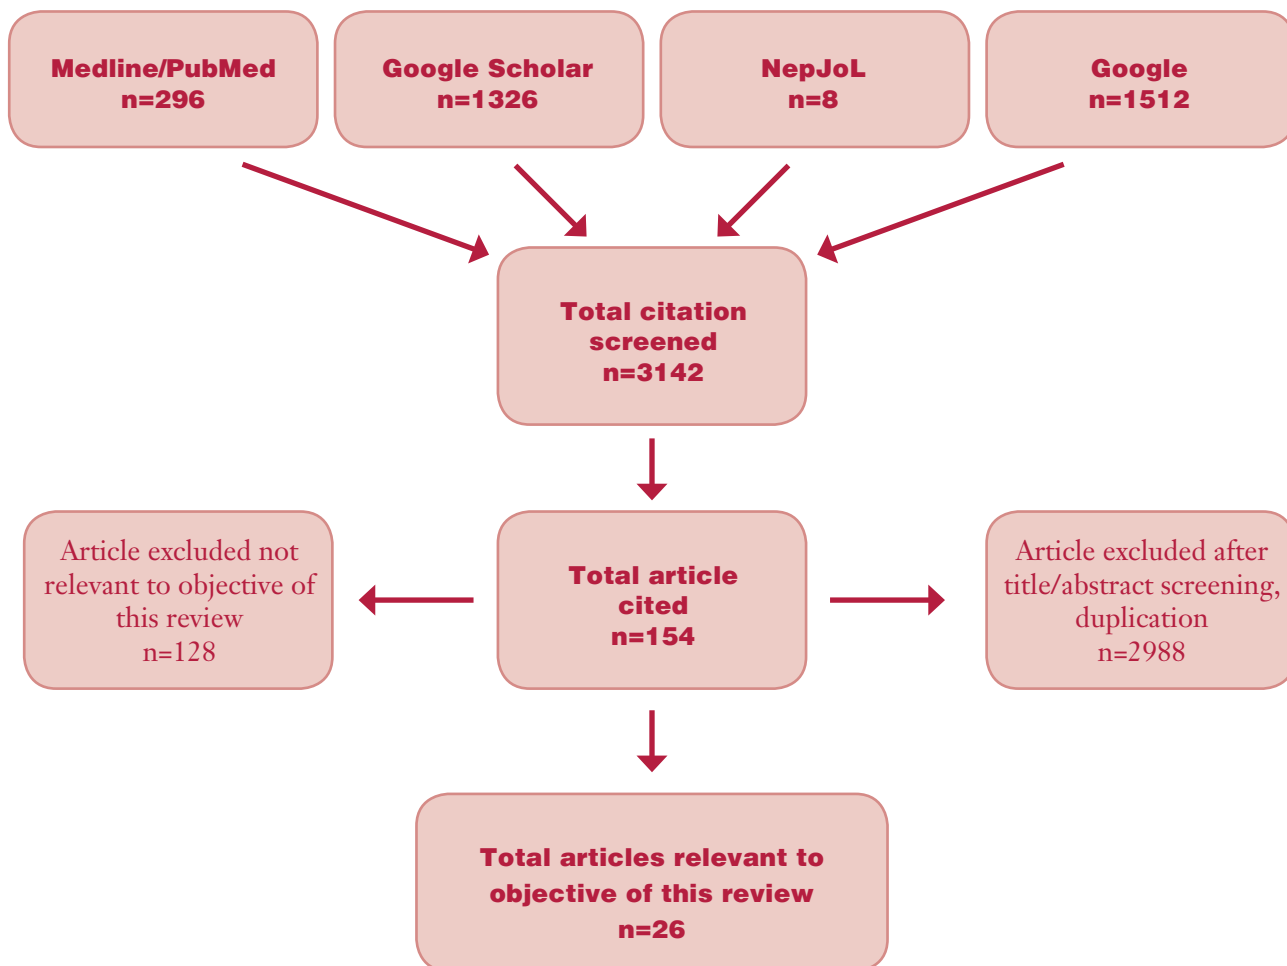 Medline/PubMed
n=296
Google Scholar
n=1326
NepJoL
n=8
Google
n=1512
Total citation
screened
n=3142
Article excluded not
relevant to objective of
this review
n=128
Total article
cited
n=154
Article excluded after
title/abstract screening,
duplication
n=2988
Total articles relevant to
objective of this review
n=26